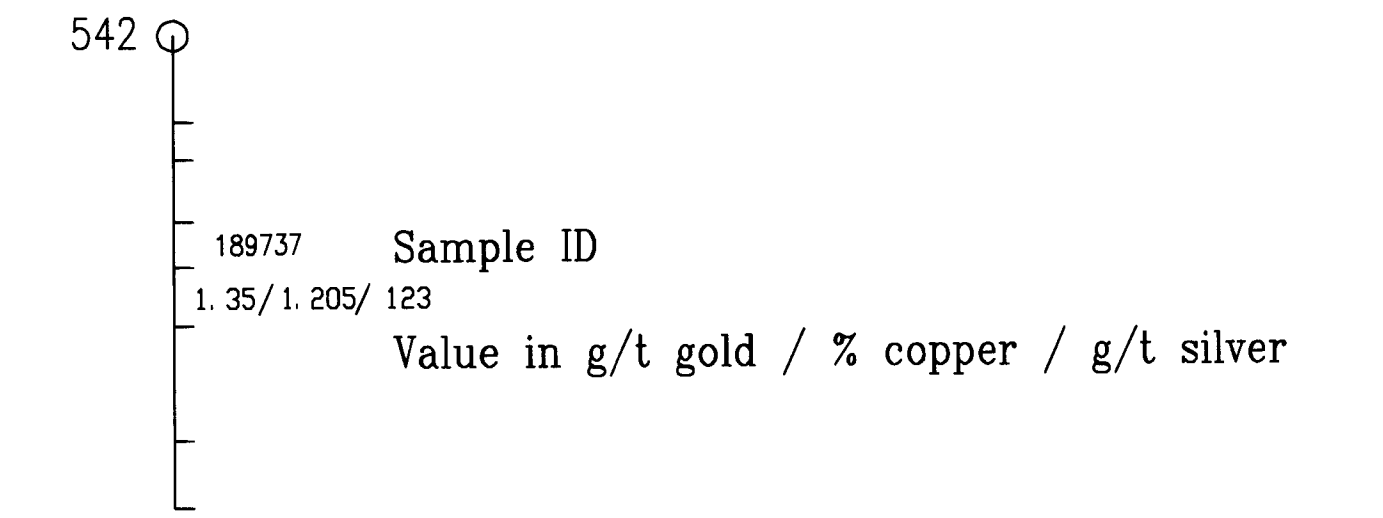 542
189737 Sample ID
1.35/1.205/ 123
Value in g/t gold / % copper / g/t silver